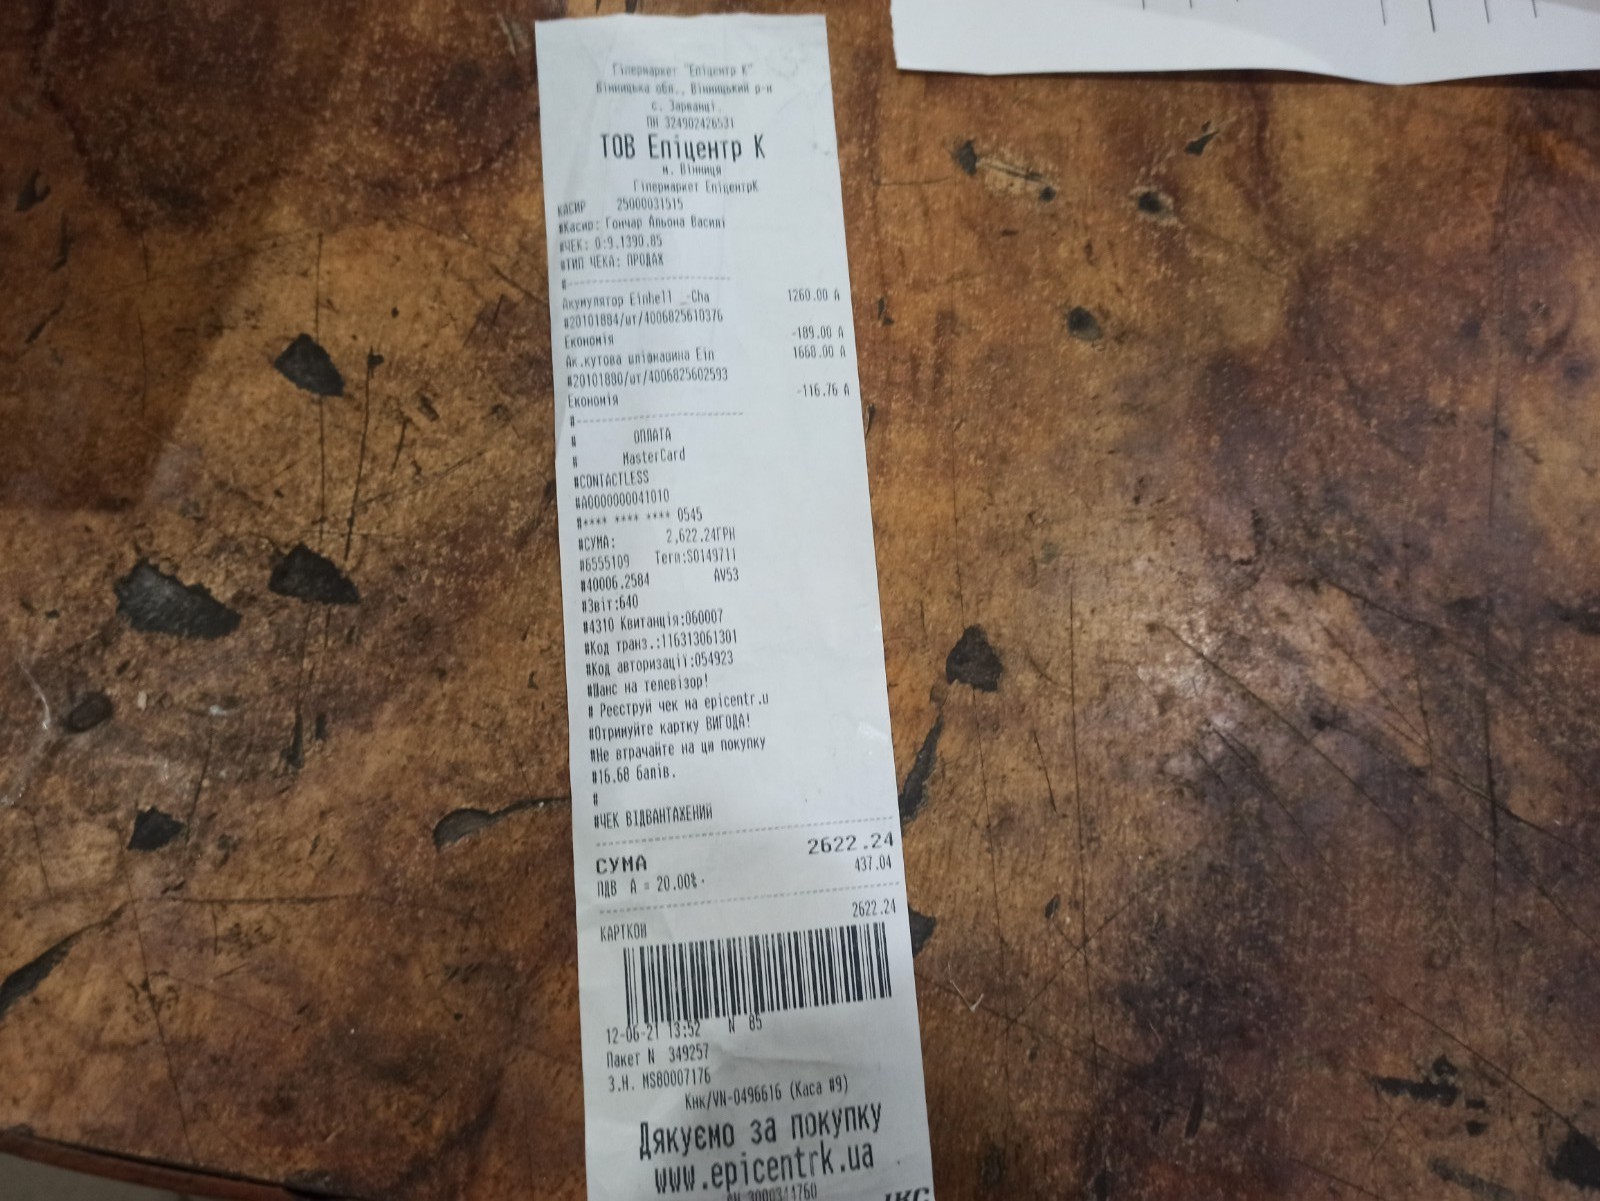 Гіпермаркет "Епіцентр К"
Вінницька обл., Вінницький р-н
с. Зарванці,
ПН 324902426531
ТОВ Епіцентр К
м. Вінниця
Гіпермаркет ЕпіцентрК
КАСИР 25000031515
#Касир: Гончар Альона Василі
#ЧЕК: 0:9.1390.85
#ТИП ЧЕКА: ПРОДАЖ
#--------------------
Акумулятор Einhell _-Cha 1260.00 А
#20101884/шт/4006825610376
Економія -189.00 А
Ак.кутова шліфмашина Ein 1668.00 А
#20101880/шт/4006825602593
Економія -116.76 А
#--------------------
# ОПЛАТА
# MasterCard
#CONTACTLESS
#A0000000041010
#**** **** **** 0545
#СУМА: 2,622.24ГРН
#6555109 Терм:S0149711
#40006.2584 AV53
#Звіт:640
#4310 Квитанція:060007
#Код транз.:116313061301
#Код авторизації:054923
#Шанс на телевізор!
# Реєструй чек на epicentr.u
#Отримуйте картку ВИГОДА!
#Не втрачайте на цю покупку
#16.68 балів.
#
#ЧЕК ВІДВАНТАЖЕНИЙ
СУМА 2622.24
ПДВ А = 20.00% 437.04
КАРТКОЮ 2622.24
12-06-21 13:52 N 85
Пакет N 349257
З.Н. MS80007176
Кнк/VN-0496616 (Каса #9)
Дякуємо за покупку
www.epicentrk.ua
3000344760